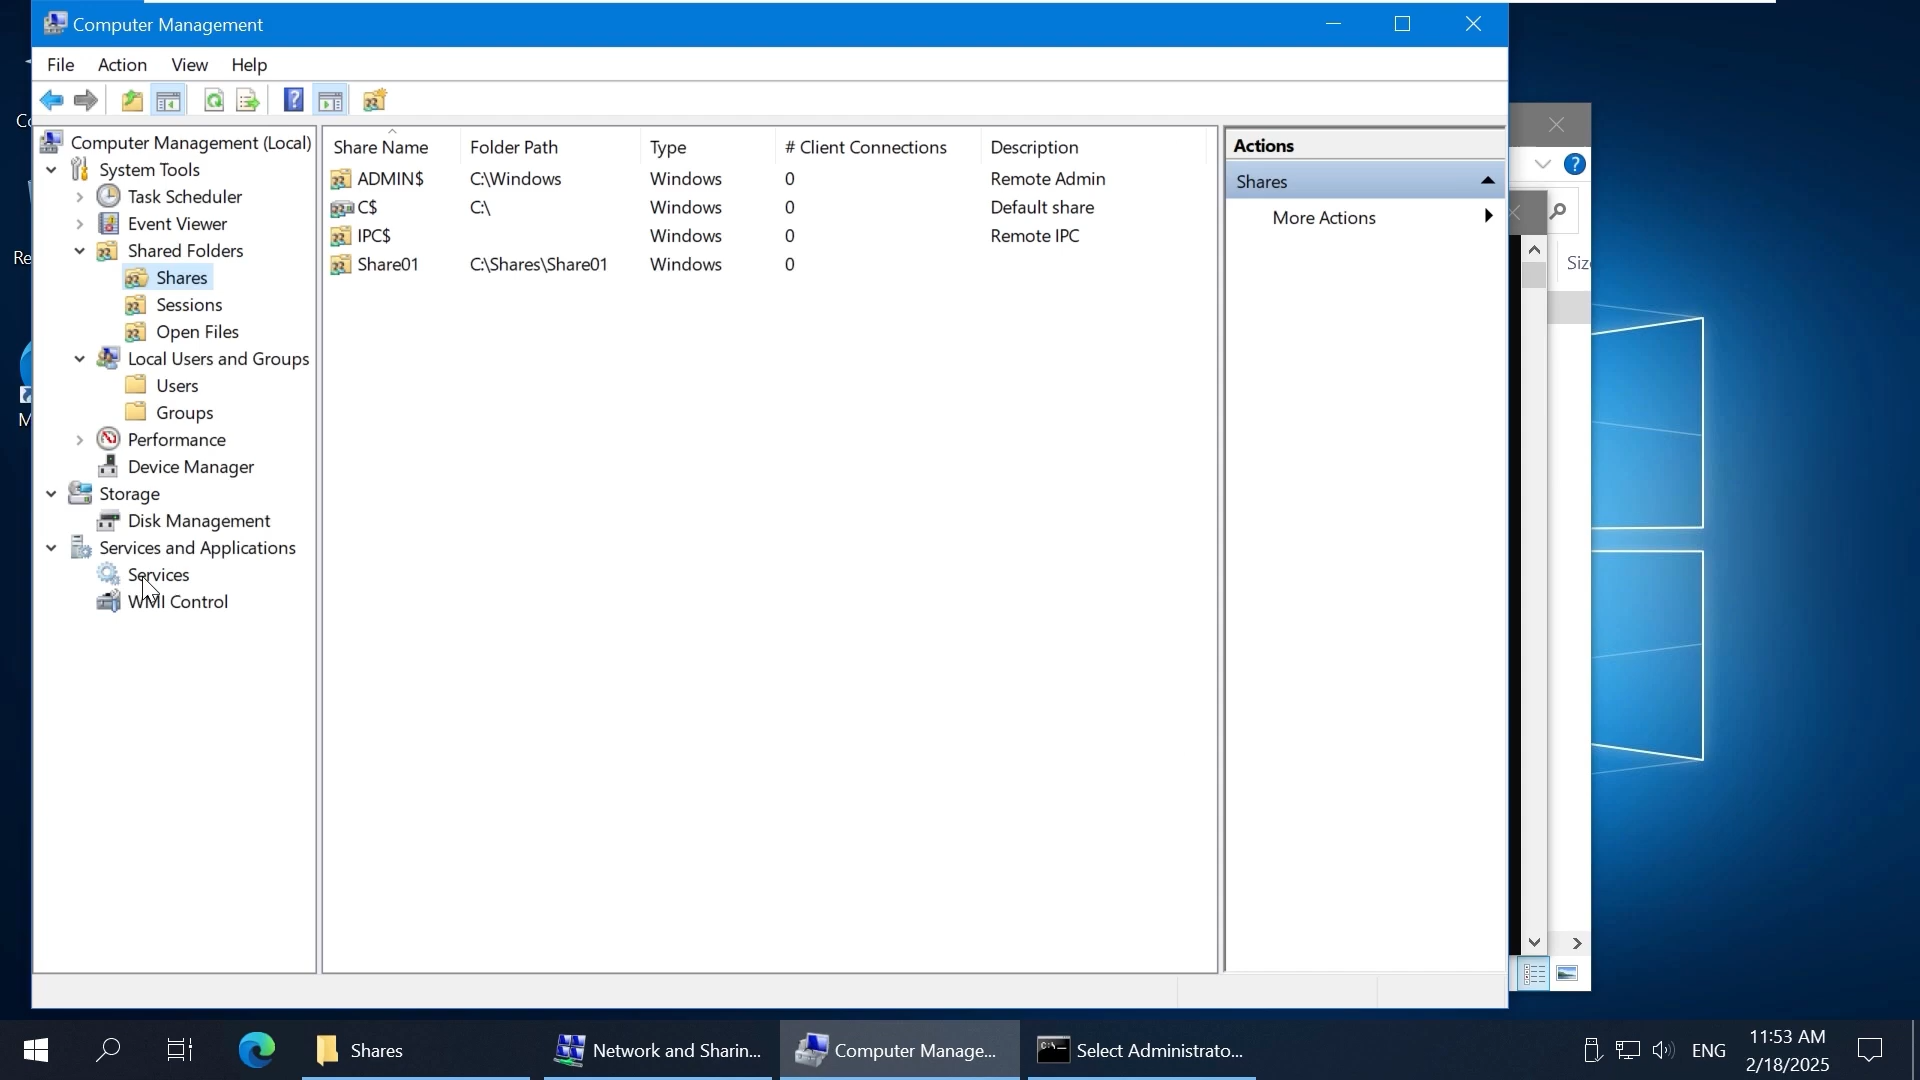 Computer Management
File Action View Help
Computer Management (Local)
System Tools
Task Scheduler
Event Viewer
Shared Folders
Shares
Sessions
Open Files
Local Users and Groups
Users
Groups
Performance
Device Manager
Storage
Disk Management
Services and Applications
Services
WMI Control
Share Name Folder Path Type # Client Connections Description
ADMIN$ C:\Windows Windows 0 Remote Admin
C$ C:\ Windows 0 Default share
IPC$ Windows 0 Remote IPC
Share01 C:\Shares\Share01 Windows 0
Actions
Shares
More Actions
Siz
Co
Re
M
Shares
Network and Sharin...
Computer Manage...
Select Administrato...
ENG
11:53 AM
2/18/2025